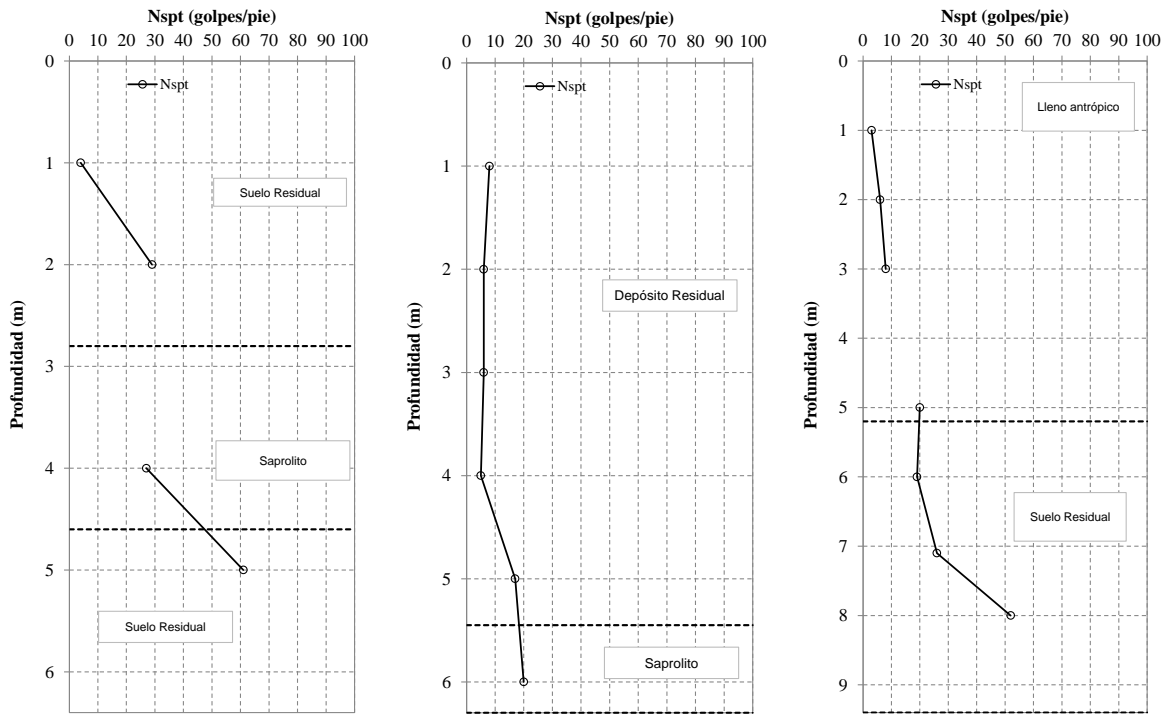 Nspt (golpes/pie)
0 10 20 30 40 50 60 70 80 90 100
0
Nspt
1
Suelo Residual
2
3
Profundidad (m)
Saprolito
4
5
Suelo Residual
6
Nspt (golpes/pie)
0 10 20 30 40 50 60 70 80 90 100
0
Nspt
1
2
Depósito Residual
Profundidad (m)
3
4
5
Saprolito
6
Nspt (golpes/pie)
0 10 20 30 40 50 60 70 80 90 100
0
Nspt
Lleno antrópico
1
2
3
4
Profundidad (m)
5
6
Suelo Residual
7
8
9